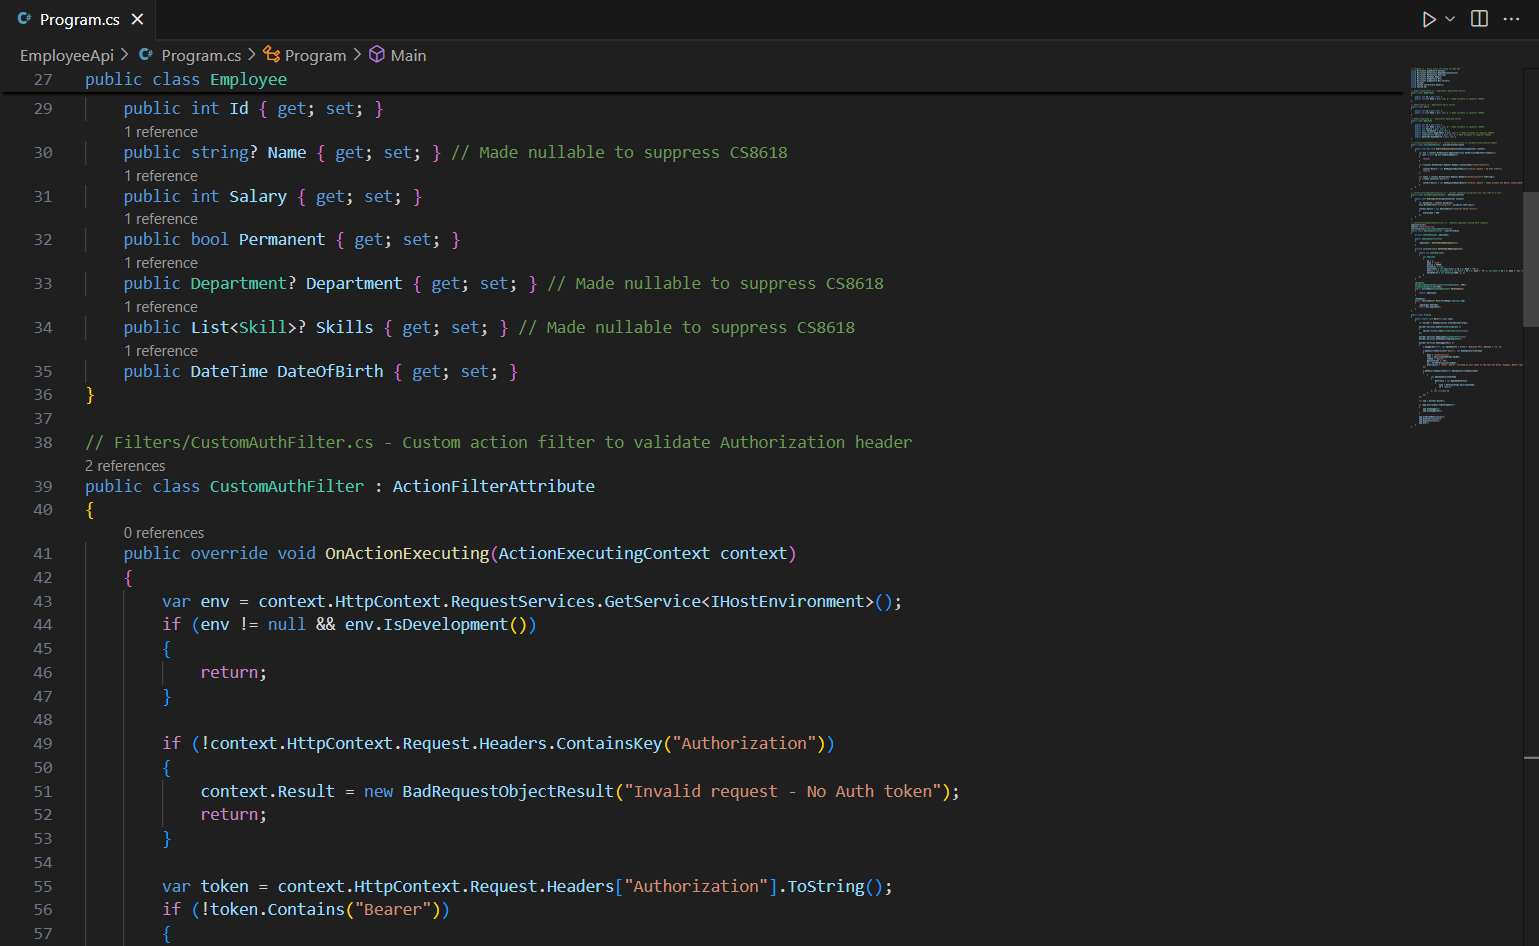 Program.cs
EmployeeApi > Program.cs > Program > Main
27 public class Employee
29 public int Id { get; set; }
1 reference
30 public string? Name { get; set; } // Made nullable to suppress CS8618
1 reference
31 public int Salary { get; set; }
1 reference
32 public bool Permanent { get; set; }
1 reference
33 public Department? Department { get; set; } // Made nullable to suppress CS8618
1 reference
34 public List<Skill>? Skills { get; set; } // Made nullable to suppress CS8618
1 reference
35 public DateTime DateOfBirth { get; set; }
36 }
37
38 // Filters/CustomAuthFilter.cs - Custom action filter to validate Authorization header
2 references
39 public class CustomAuthFilter : ActionFilterAttribute
40 {
0 references
41 public override void OnActionExecuting(ActionExecutingContext context)
42 {
43 var env = context.HttpContext.RequestServices.GetService<IHostEnvironment>();
44 if (env != null && env.IsDevelopment())
45 {
46 return;
47 }
48
49 if (!context.HttpContext.Request.Headers.ContainsKey("Authorization"))
50 {
51 context.Result = new BadRequestObjectResult("Invalid request - No Auth token");
52 return;
53 }
54
55 var token = context.HttpContext.Request.Headers["Authorization"].ToString();
56 if (!token.Contains("Bearer"))
57 {